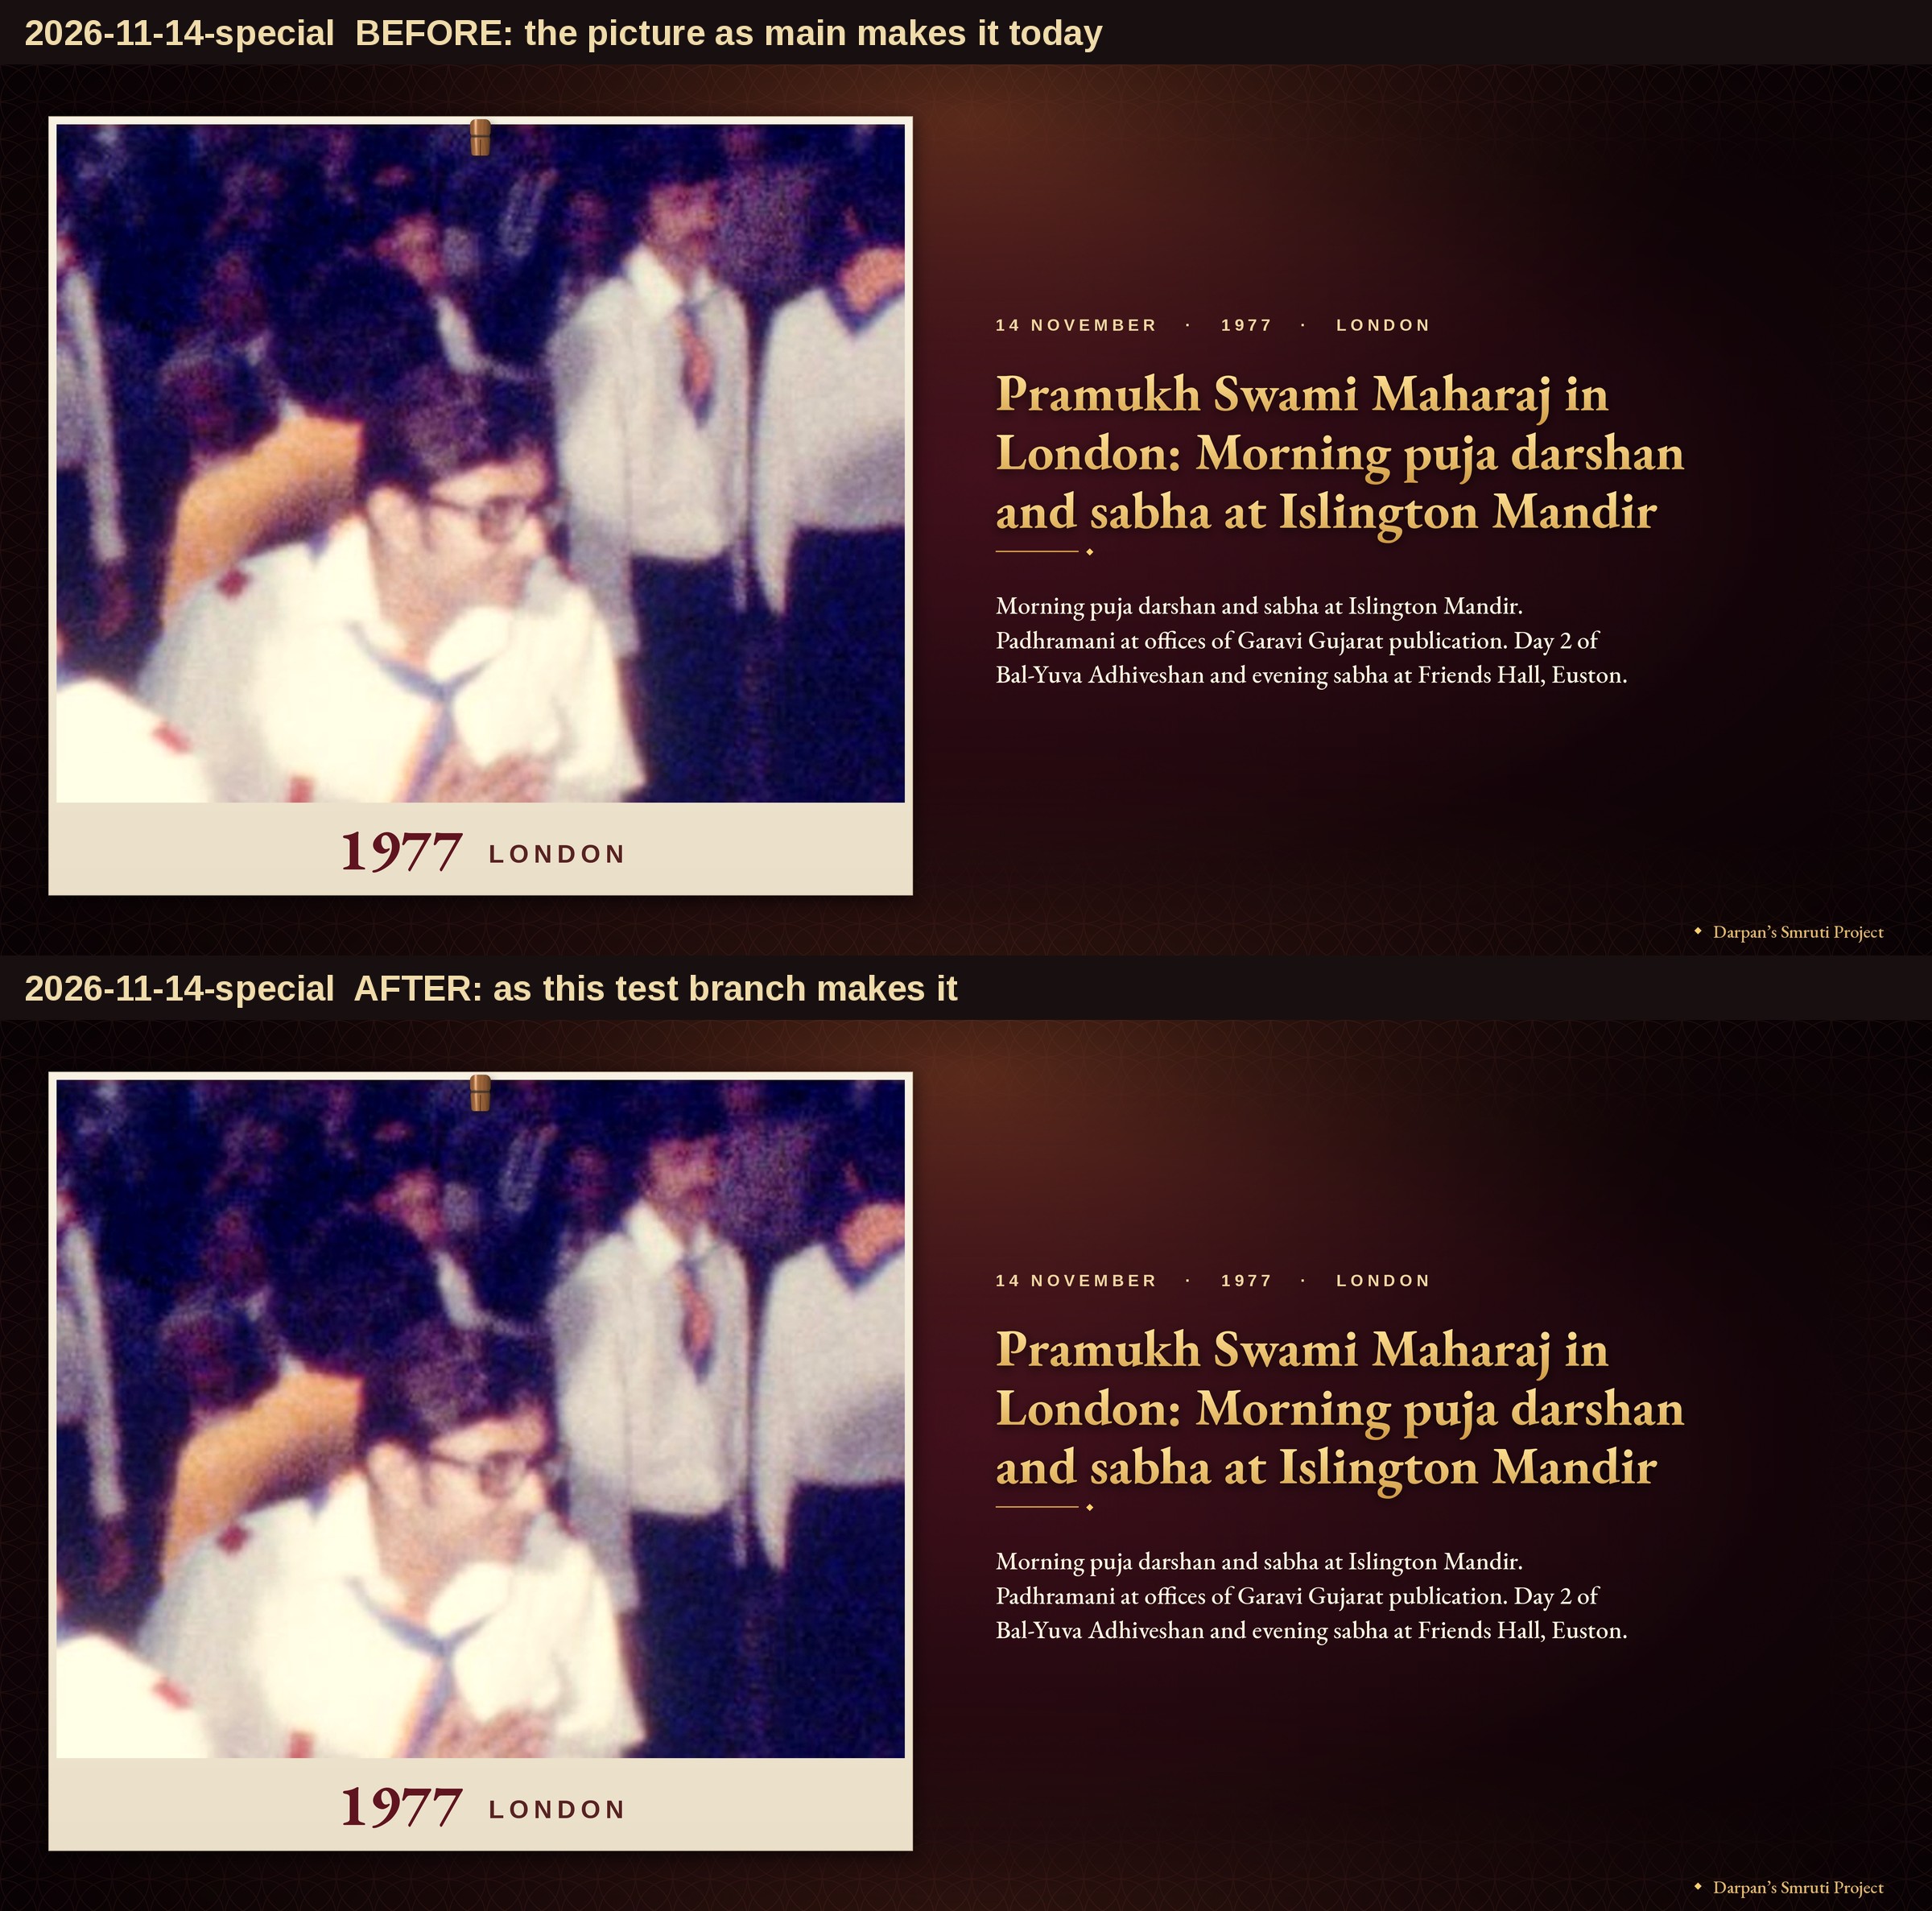 2026-11-14-special  BEFORE: the picture as main makes it today
1977 LONDON
14 NOVEMBER · 1977 · LONDON
Pramukh Swami Maharaj in
London: Morning puja darshan
and sabha at Islington Mandir
Morning puja darshan and sabha at Islington Mandir.
Padhramani at offices of Garavi Gujarat publication. Day 2 of
Bal-Yuva Adhiveshan and evening sabha at Friends Hall, Euston.
Darpan’s Smruti Project
2026-11-14-special  AFTER: as this test branch makes it
1977 LONDON
14 NOVEMBER · 1977 · LONDON
Pramukh Swami Maharaj in
London: Morning puja darshan
and sabha at Islington Mandir
Morning puja darshan and sabha at Islington Mandir.
Padhramani at offices of Garavi Gujarat publication. Day 2 of
Bal-Yuva Adhiveshan and evening sabha at Friends Hall, Euston.
Darpan’s Smruti Project